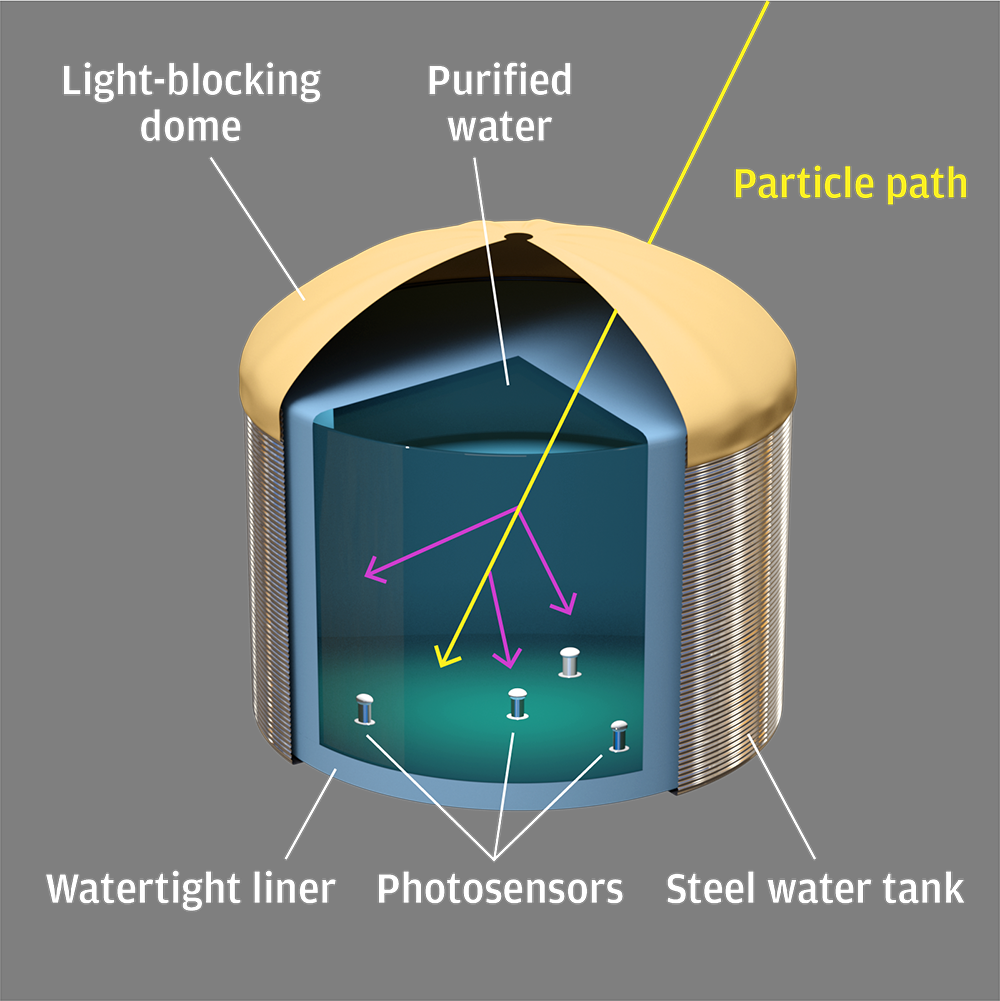 Light-blocking
dome
Purified
water
Particle path
Watertight liner
Photosensors
Steel water tank